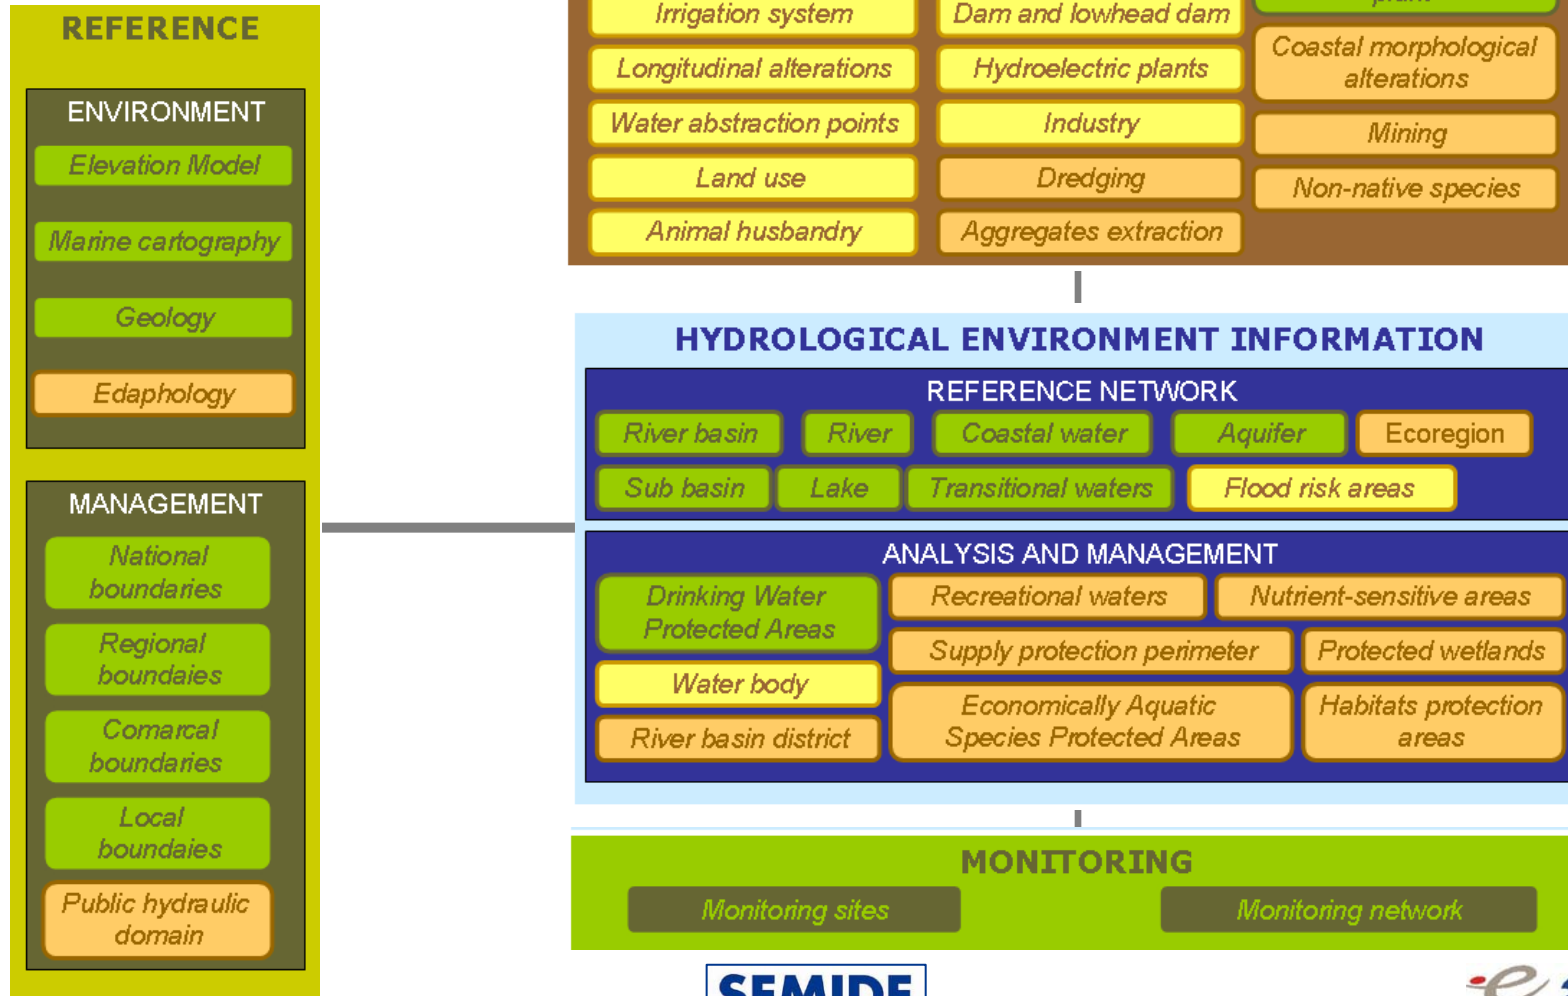 REFERENCE
ENVIRONMENT
Elevation Model
Marine cartography
Geology
Edaphology
MANAGEMENT
National
boundaries
Regional
boundaies
Comarcal
boundaries
Local
boundaies
Public hydraulic
domain
Irrigation system
Dam and lowhead dam
plant
Longitudinal alterations
Hydroelectric plants
Coastal morphological
alterations
Water abstraction points
Industry
Mining
Land use
Dredging
Non-native species
Animal husbandry
Aggregates extraction
HYDROLOGICAL ENVIRONMENT INFORMATION
REFERENCE NETWORK
River basin
River
Coastal water
Aquifer
Ecoregion
Sub basin
Lake
Transitional waters
Flood risk areas
ANALYSIS AND MANAGEMENT
Drinking Water
Protected Areas
Recreational waters
Nutrient-sensitive areas
Supply protection perimeter
Protected wetlands
Water body
River basin district
Economically Aquatic
Species Protected Areas
Habitats protection
areas
MONITORING
Monitoring sites
Monitoring network
SEMIDE